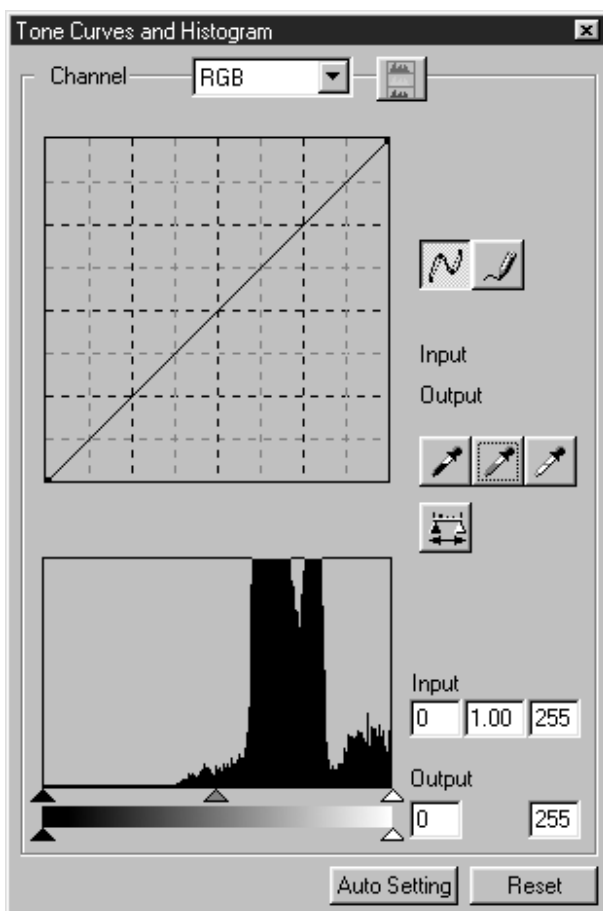 Tone Curves and Histogram
Channel RGB
Input
Output
Input
0 1.00 255
Output
0 255
Auto Setting Reset